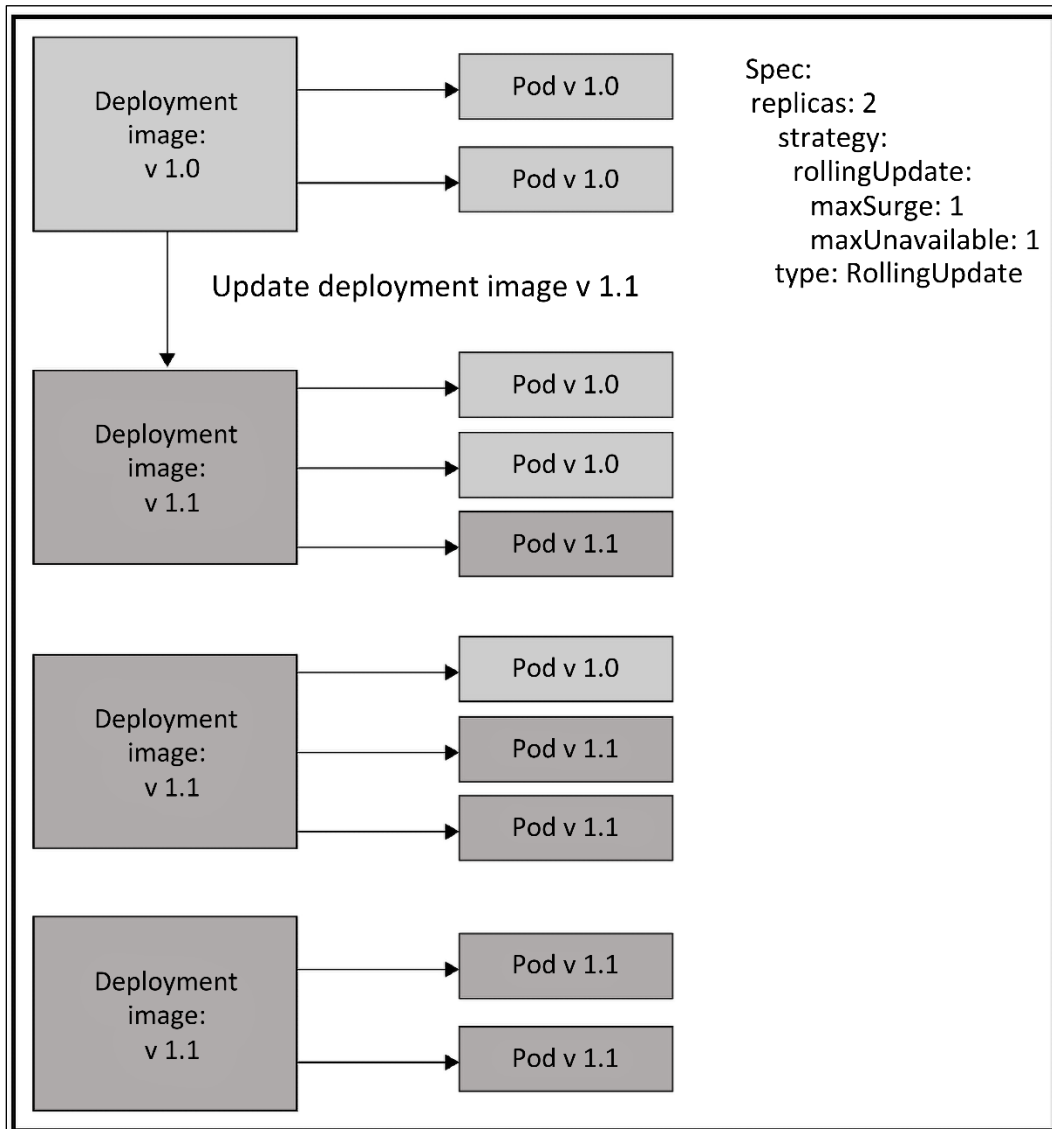 Deployment
image:
v 1.0
Pod v 1.0
Pod v 1.0
Spec:
replicas: 2
strategy:
rollingUpdate:
maxSurge: 1
maxUnavailable: 1
type: RollingUpdate
Update deployment image v 1.1
Deployment
image:
v 1.1
Pod v 1.0
Pod v 1.0
Pod v 1.1
Deployment
image:
v 1.1
Pod v 1.0
Pod v 1.1
Pod v 1.1
Deployment
image:
v 1.1
Pod v 1.1
Pod v 1.1